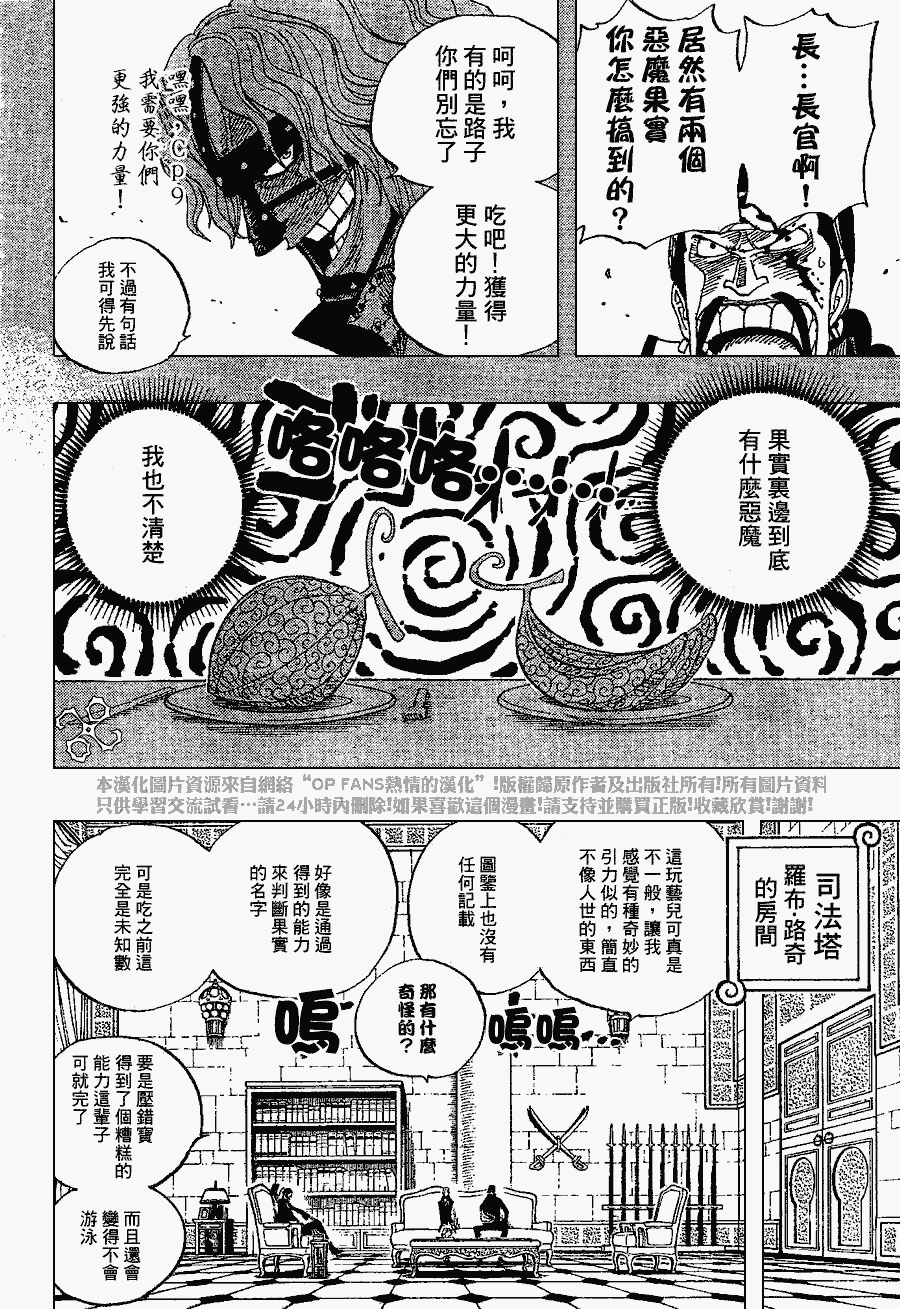 長…長官啊!
居然有兩個
惡魔果實
你怎麼搞到的?
呵呵,我
有的是路子
你們別忘了
吃吧!獲得
更大的力量!
嘿嘿,Cp9
我需要你們
更強的力量!
不過有句話
我可得先說
果實裏邊到底
有什麼惡魔
咯咯咯……
我也不清楚
本漢化圖片資源來自網絡“OP FANS熱情的漢化”!版權歸原作者及出版社所有!所有圖片資料
只供學習交流試看…請24小時內刪除!如果喜歡這個漫畫!請支持並購買正版!收藏欣賞!謝謝!
司法塔
羅布·路奇
的房間
這玩藝兒可真是
不一般,讓我
感覺有種奇妙的
引力似的,簡直
不像人世的東西
圖鑒上也沒有
任何記載
嗚嗚…
那有什麼
奇怪的?
好像是通過
得到的能力
來判斷果實
的名字
嗚
可是吃之前這
完全是未知數
要是壓錯寶
得到了個糟糕的
能力這輩子
可就完了
而且還會
變得不會
游泳